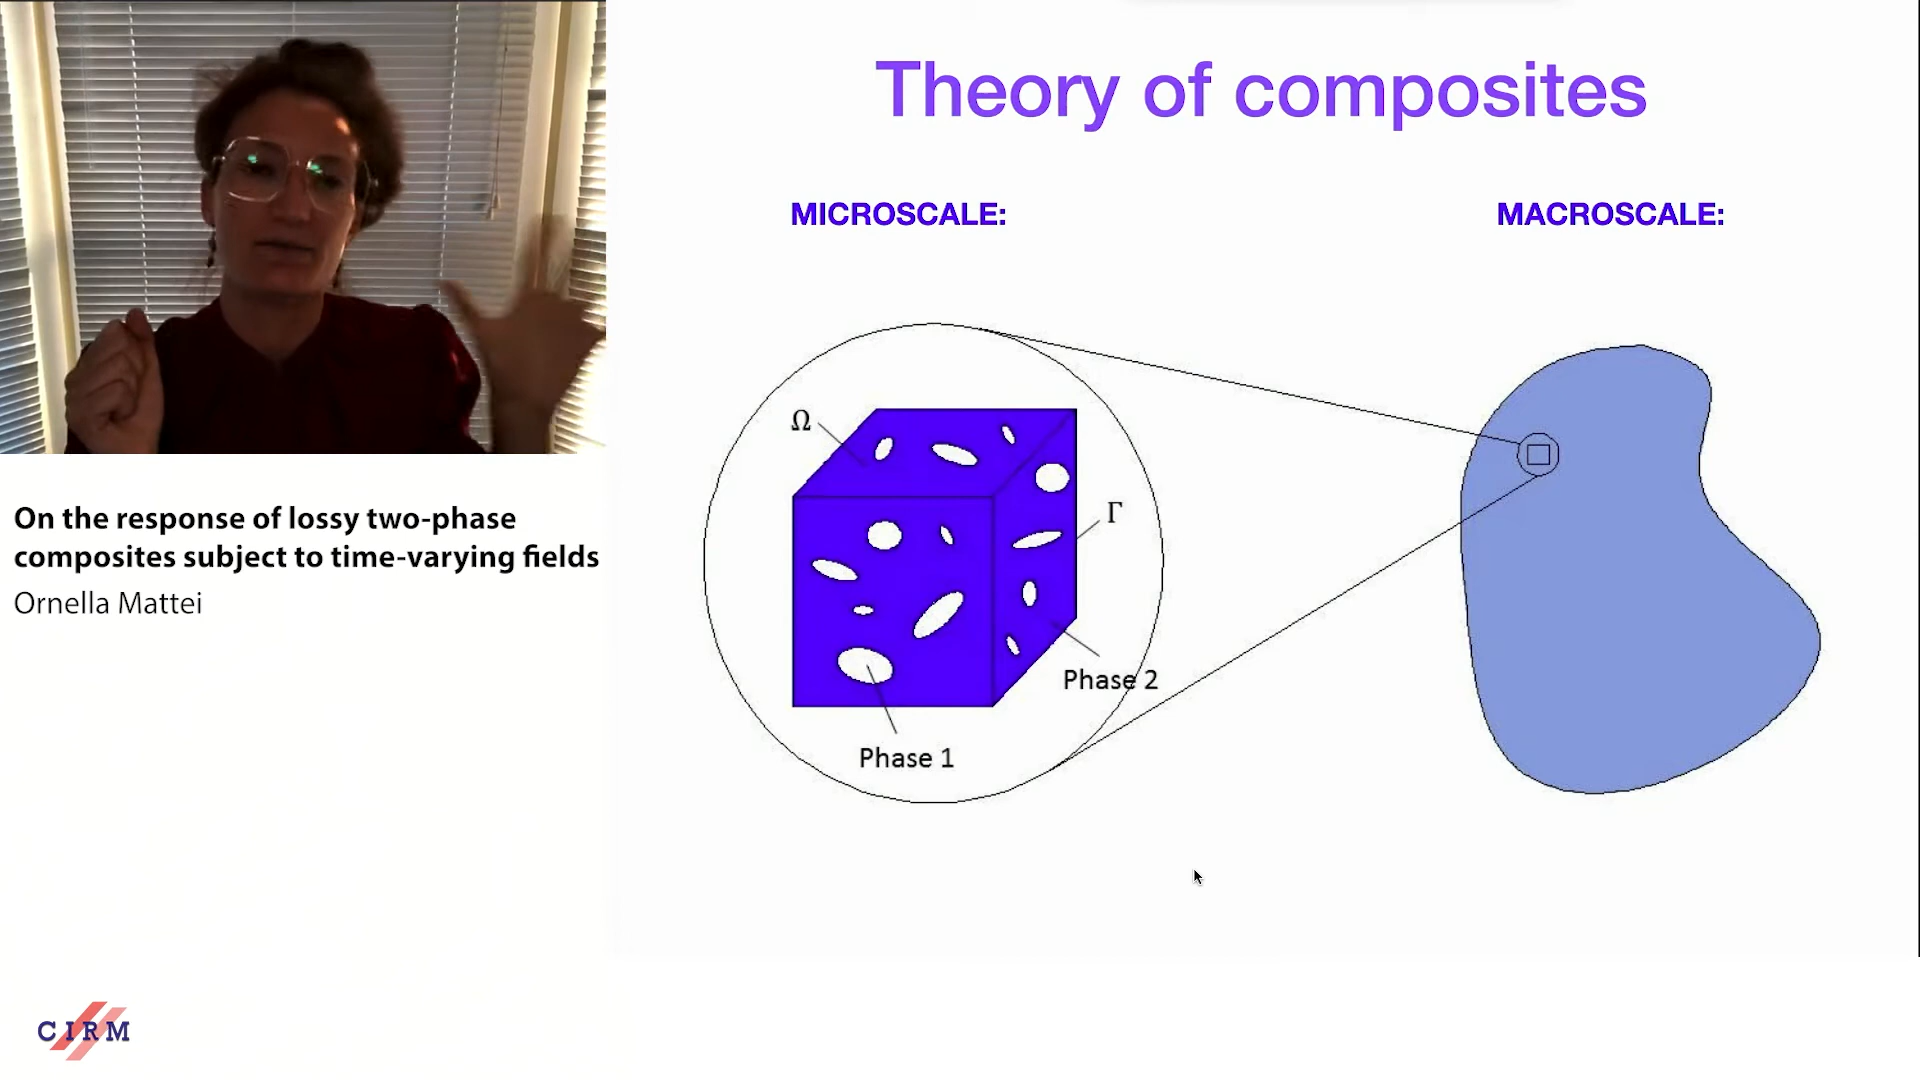 Theory of composites
MICROSCALE:
MACROSCALE:
Ω
Γ
Phase 2
Phase 1
On the response of lossy two-phase
composites subject to time-varying fields
Ornella Mattei
CIRM